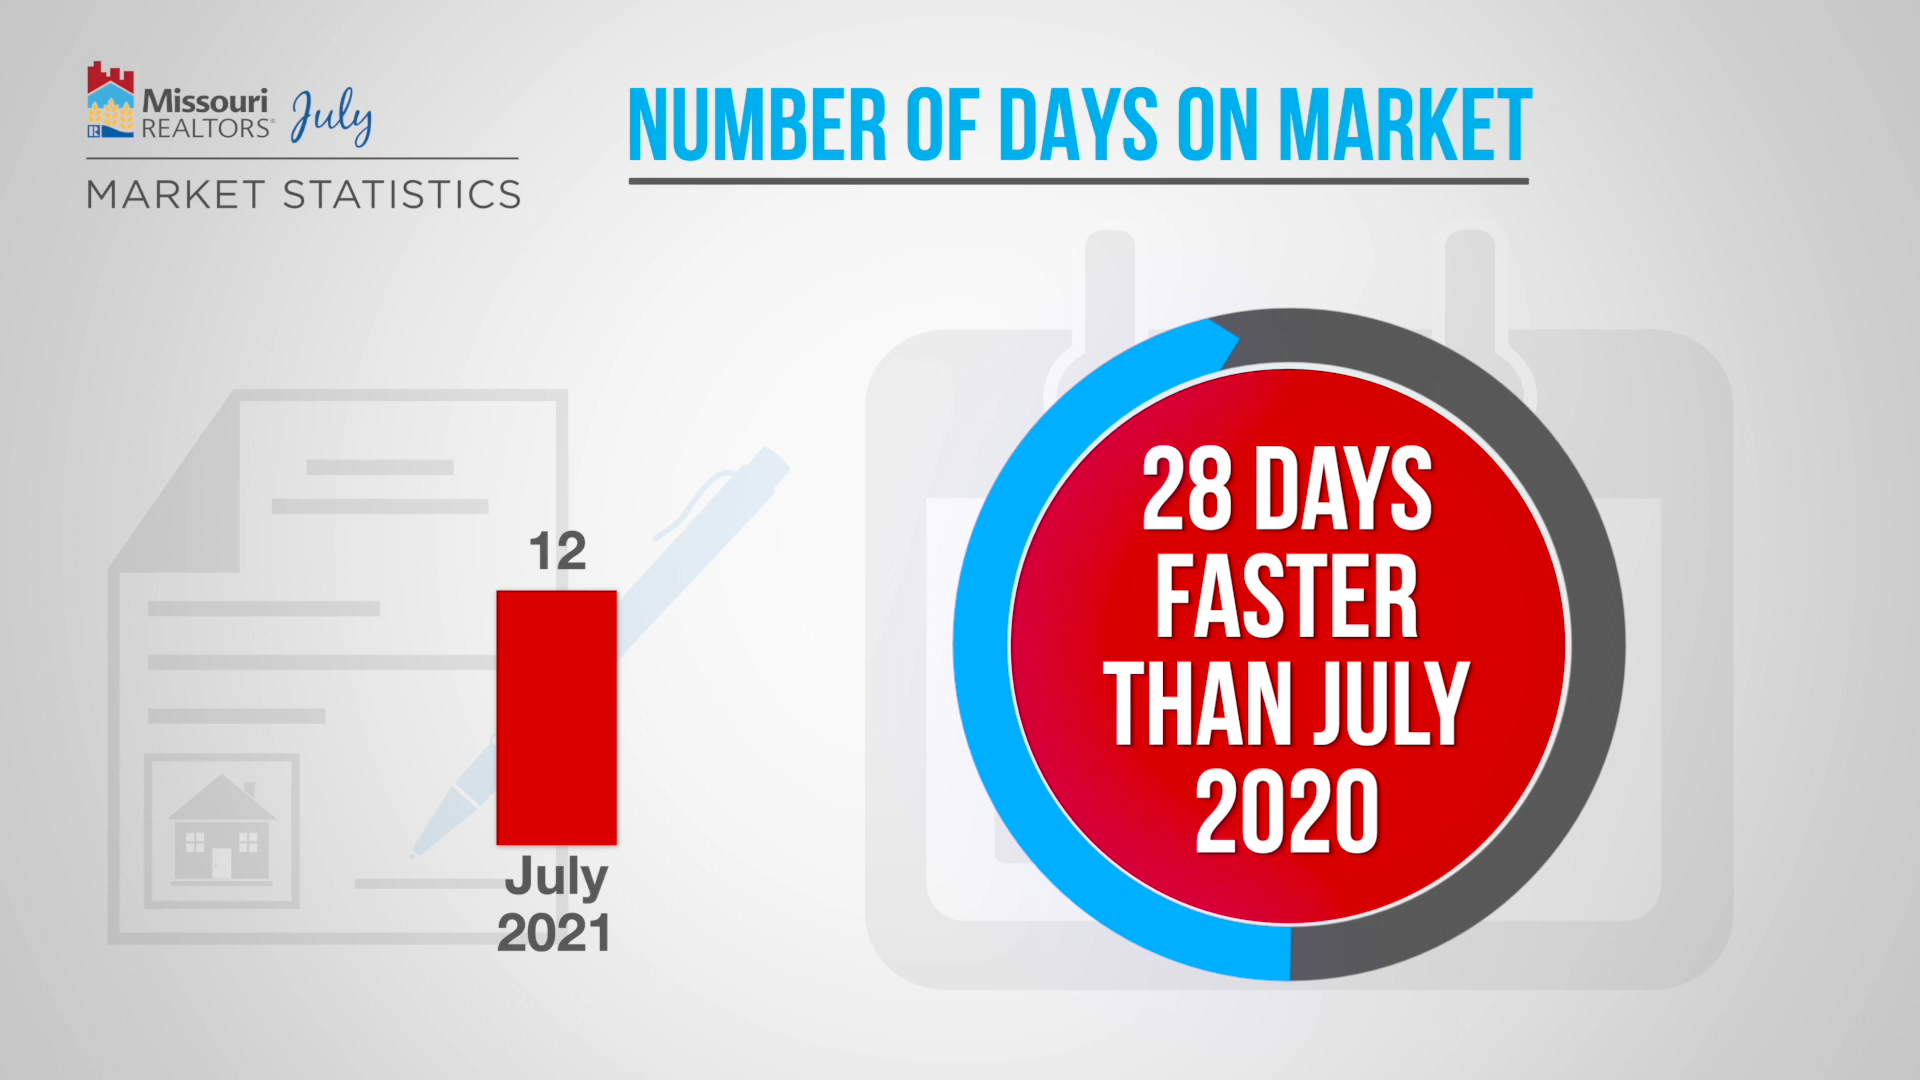 Missouri
REALTORS®
July
MARKET STATISTICS
NUMBER OF DAYS ON MARKET
12
July
2021
28 DAYS
FASTER
THAN JULY
2020